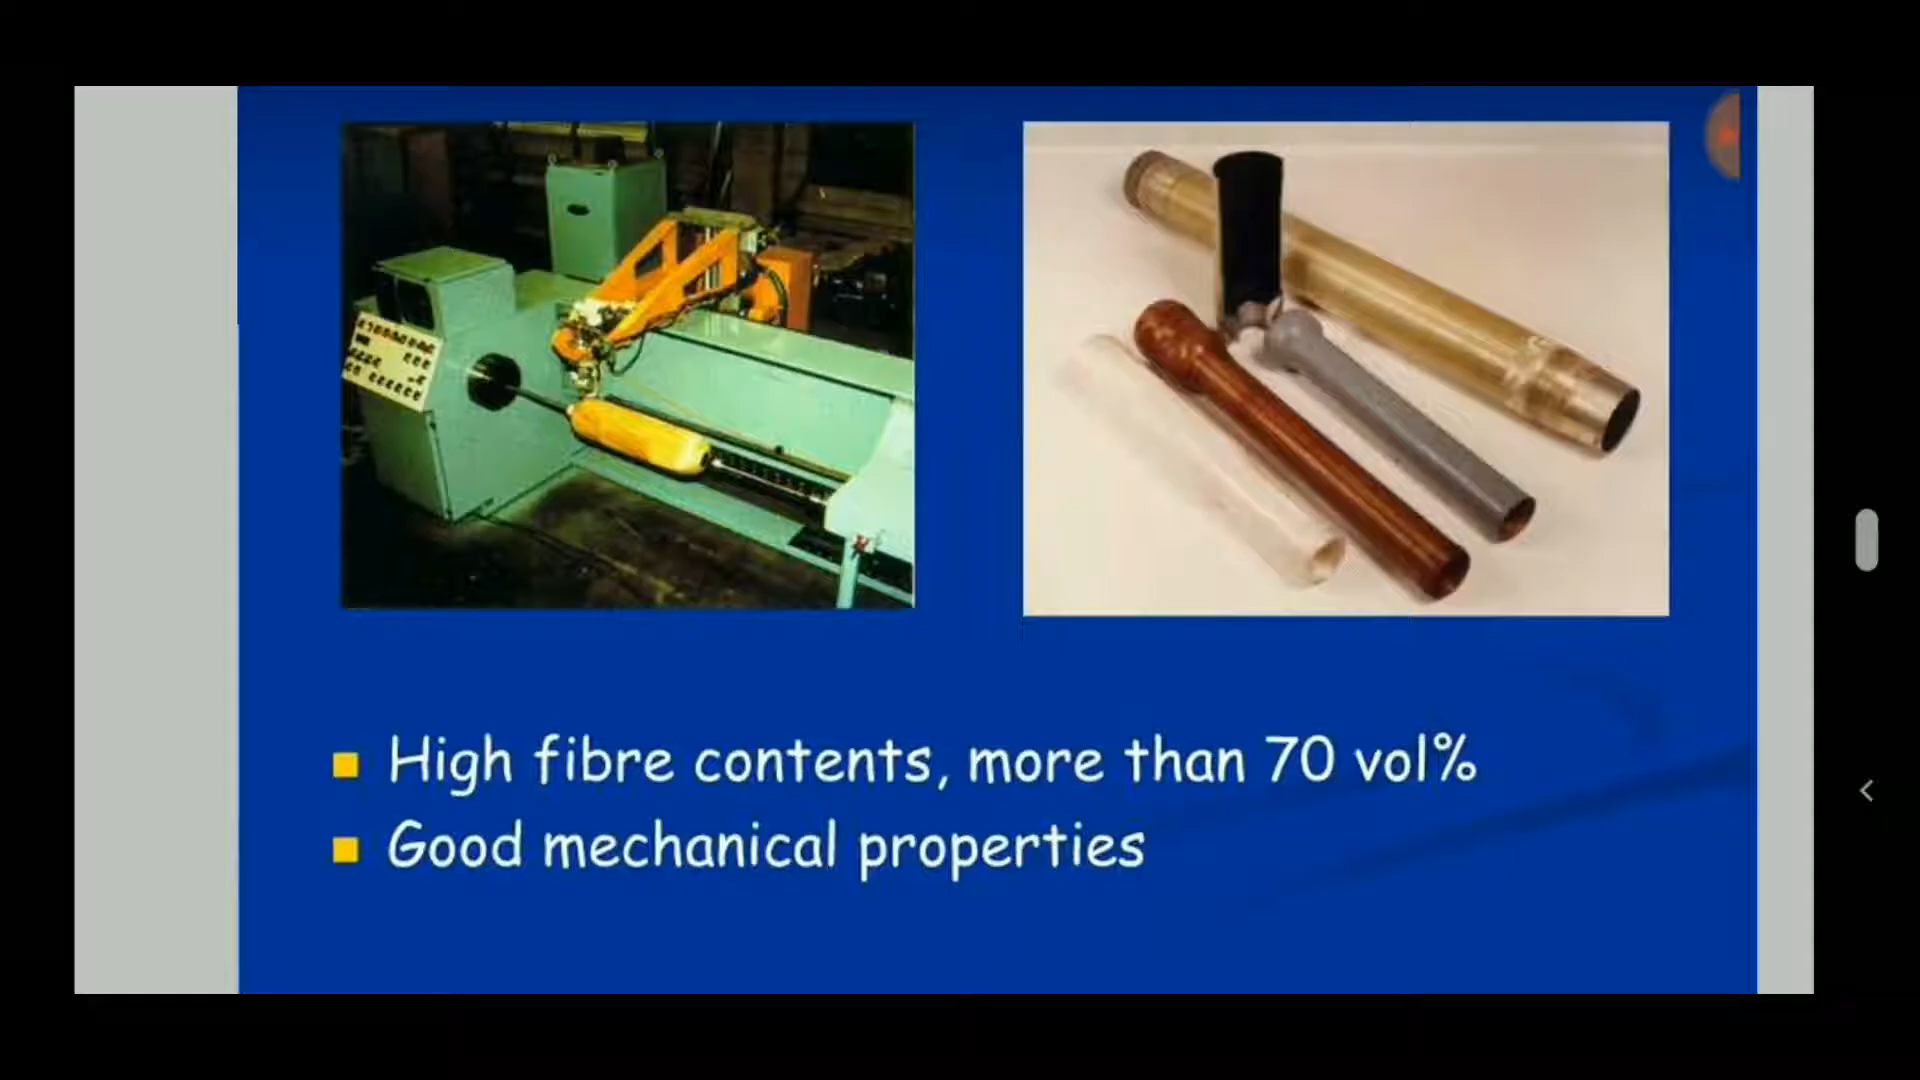 High fibre contents, more than 70 vol%
Good mechanical properties